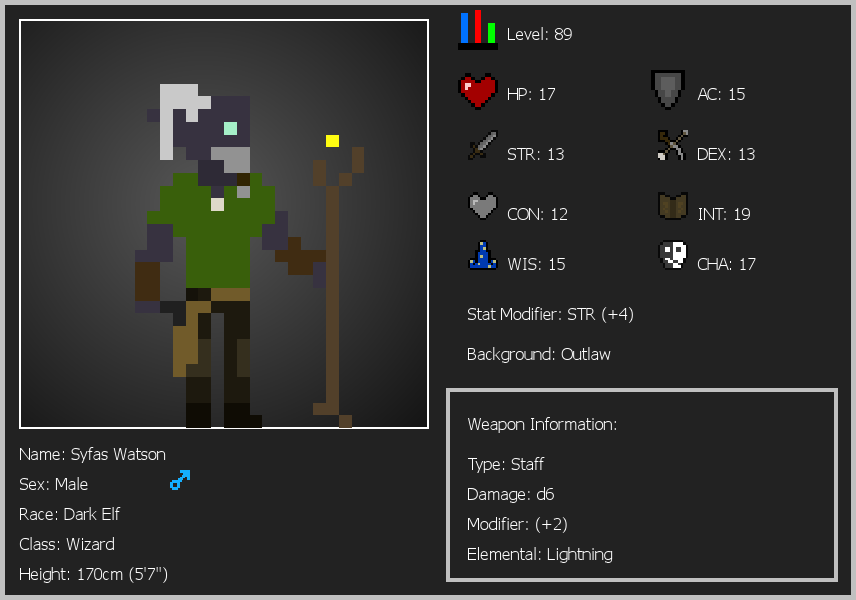 Level: 89
HP: 17
AC: 15
STR: 13
DEX: 13
CON: 12
INT: 19
WIS: 15
CHA: 17
Stat Modifier: STR (+4)
Background: Outlaw
Weapon Information:
Type: Staff
Damage: d6
Modifier: (+2)
Elemental: Lightning
Name: Syfas Watson
Sex: Male
Race: Dark Elf
Class: Wizard
Height: 170cm (5'7")